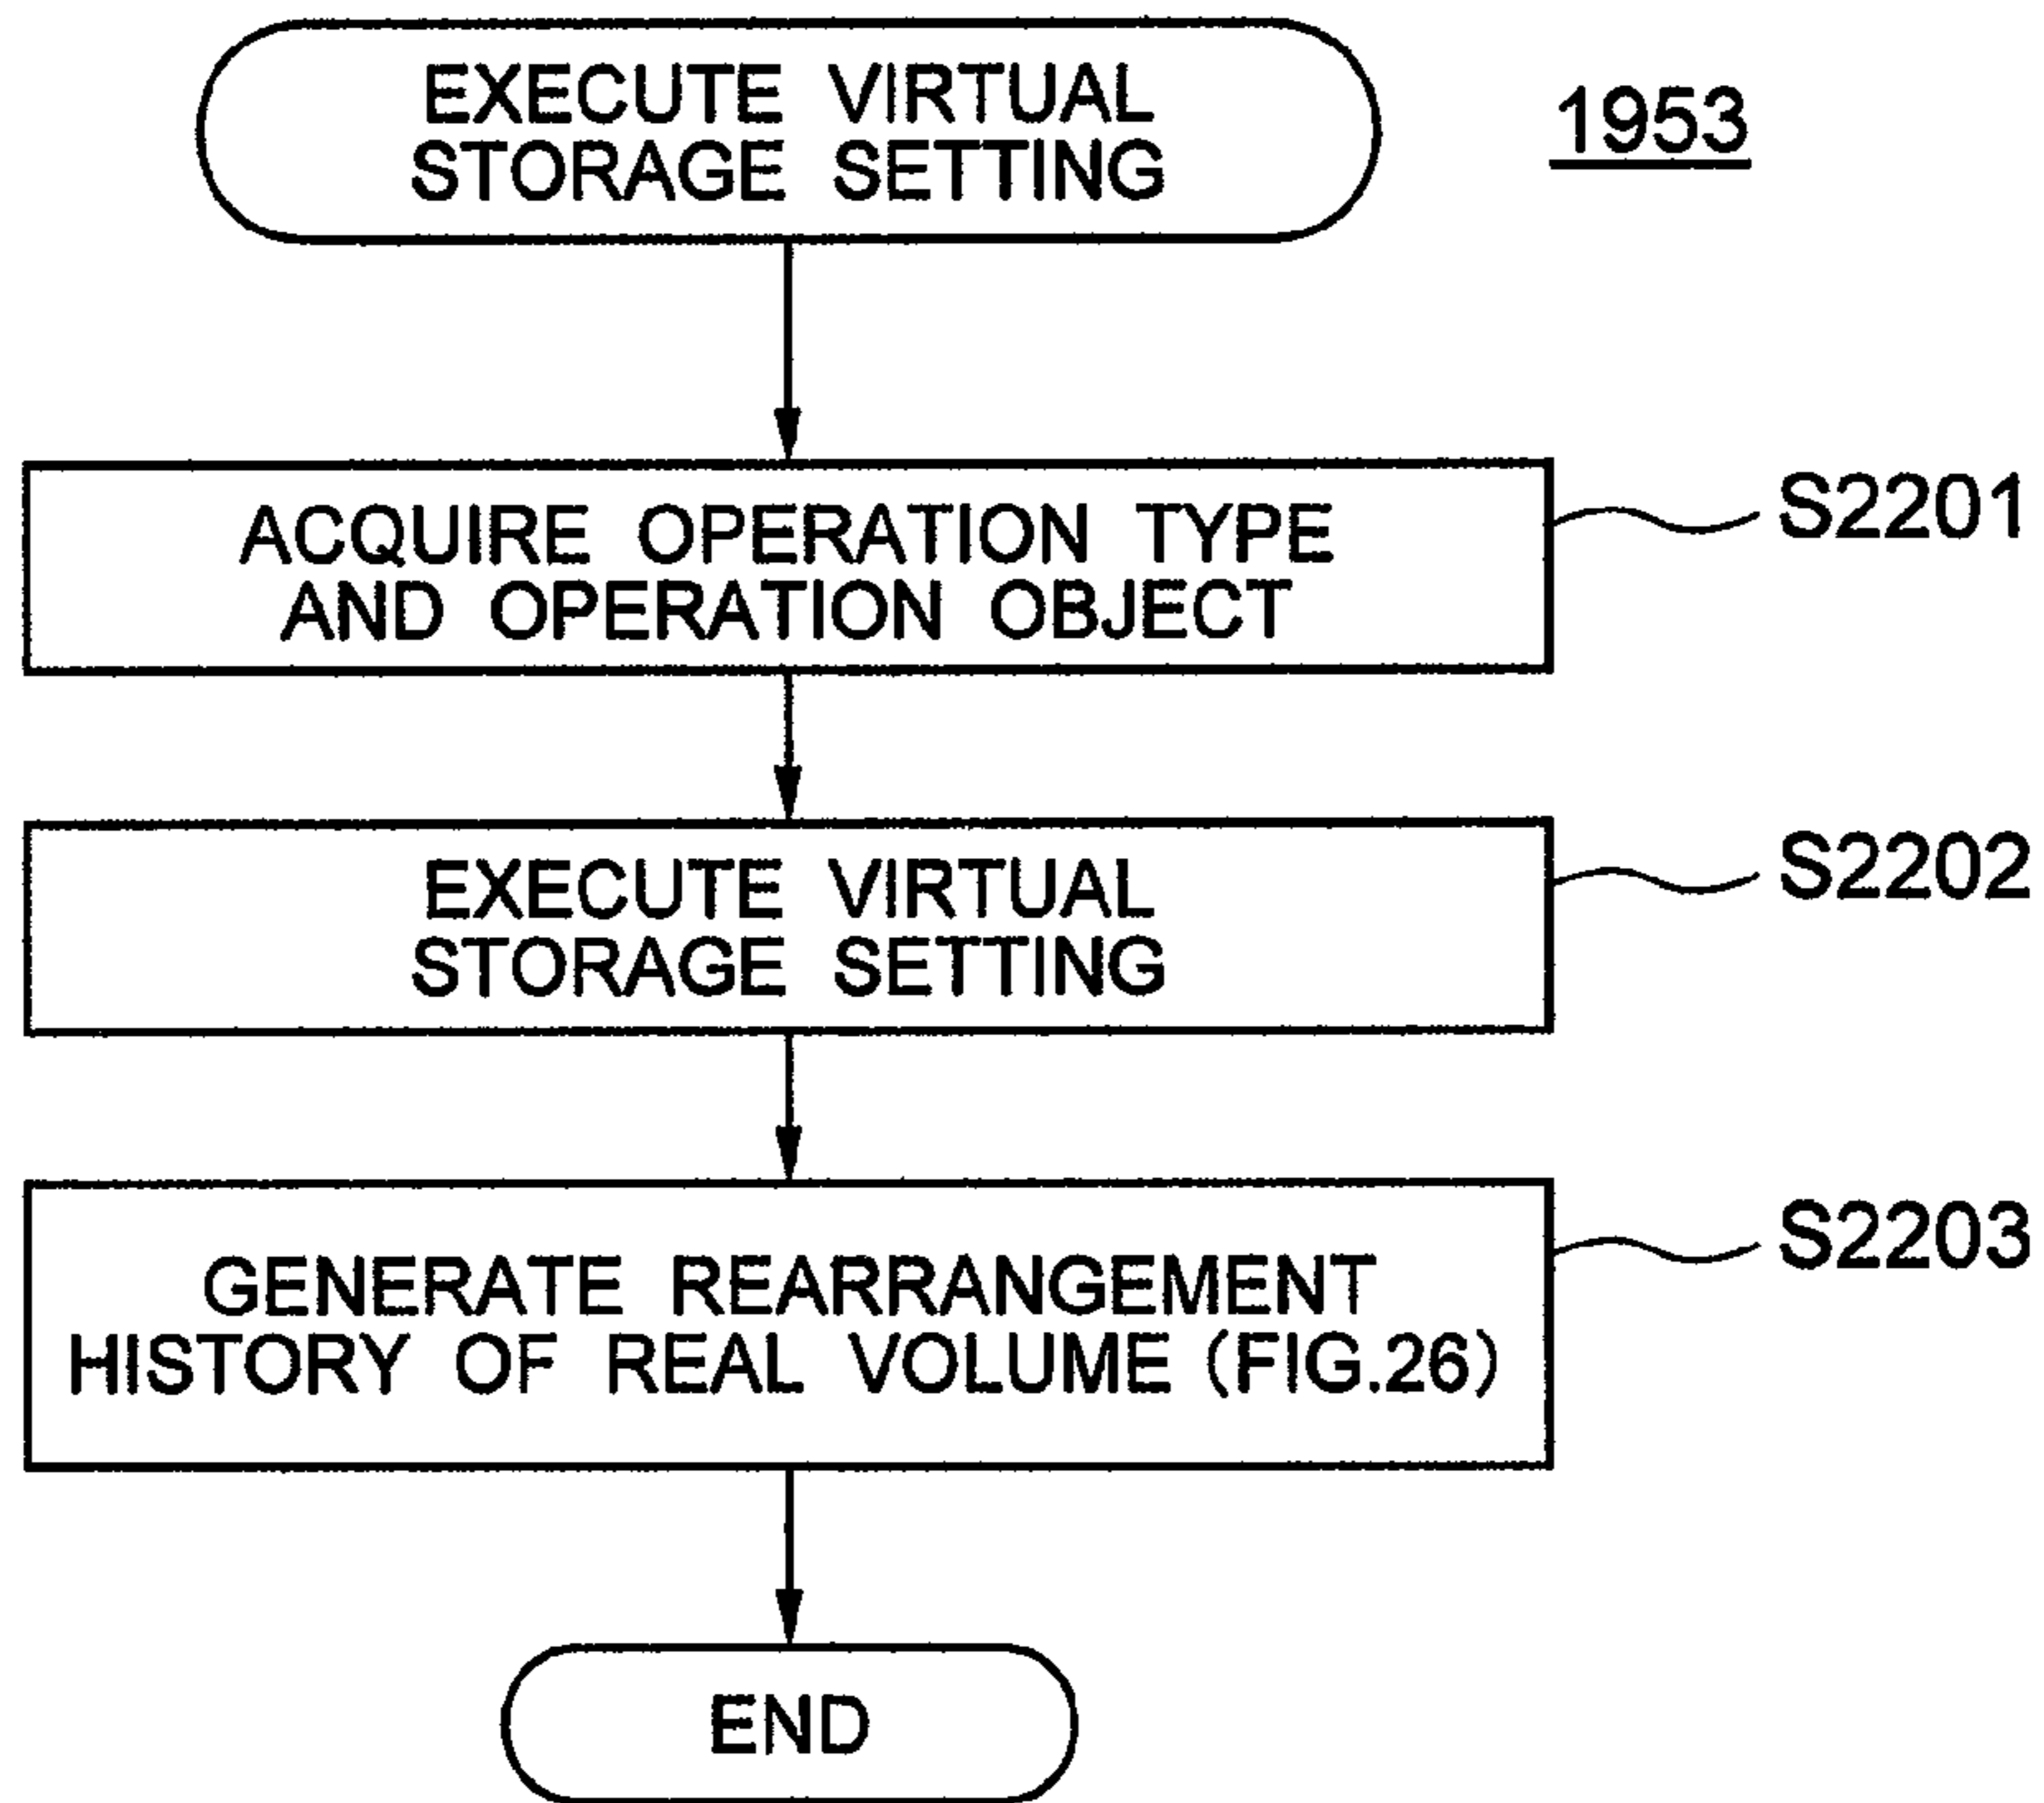 EXECUTE VIRTUAL
STORAGE SETTING
1953
ACQUIRE OPERATION TYPE
AND OPERATION OBJECT
S2201
EXECUTE VIRTUAL
STORAGE SETTING
S2202
GENERATE REARRANGEMENT
HISTORY OF REAL VOLUME (FIG.26)
S2203
END